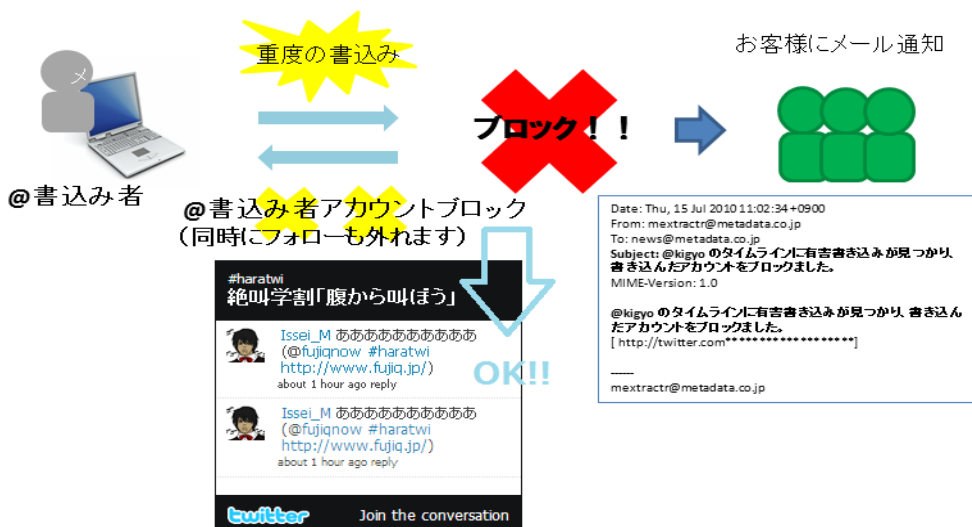 重度の書込み
お客様にメール通知
メ
ブロック！！
@書込み者
@書込み者アカウントブロック
（同時にフォローも外れます）
#haratwi
絶叫学割「腹から叫ぼう」
Issei_M ああああああああああ
(@fujiqnow #haratwi
http://www.fujiq.jp/)
about 1 hour ago reply
Issei_M ああああああああああ
(@fujiqnow #haratwi
http://www.fujiq.jp/)
about 1 hour ago reply
twitter Join the conversation
OK!!
Date: Thu, 15 Jul 2010 11:02:34 +0900
From: mextractr@metadata.co.jp
To: news@metadata.co.jp
Subject: @kigyo のタイムラインに有害書き込みが見つかり、
書き込んだアカウントをブロックました。
MIME-Version: 1.0
@kigyo のタイムラインに有害書き込みが見つかり、書き込ん
だアカウントをブロックました。
[ http://twitter.com*******************]
------
mextractr@metadata.co.jp